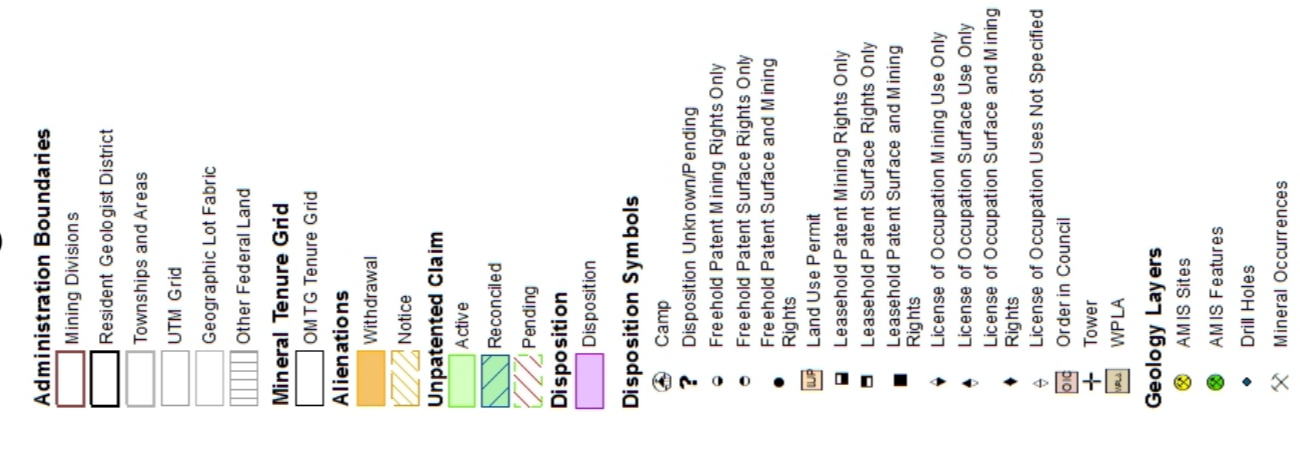 Administration Boundaries
Mining Divisions
Resident Geologist District
Townships and Areas
UTM Grid
Geographic Lot Fabric
Other Federal Land
Mineral Tenure Grid
OMTG Tenure Grid
Alienations
Withdrawal
Notice
Unpatented Claim
Active
Reconciled
Pending
Disposition
Disposition
Disposition Symbols
Camp
? Disposition Unknown/Pending
Freehold Patent Mining Rights Only
Freehold Patent Surface Rights Only
Freehold Patent Surface and Mining
Rights
LUP Land Use Permit
Leasehold Patent Mining Rights Only
Leasehold Patent Surface Rights Only
Leasehold Patent Surface and Mining
Rights
License of Occupation Mining Use Only
License of Occupation Surface Use Only
License of Occupation Surface and Mining
Rights
License of Occupation Uses Not Specified
OIC Order in Council
Tower
WPLA WPLA
Geology Layers
AMIS Sites
AMIS Features
Drill Holes
Mineral Occurrences